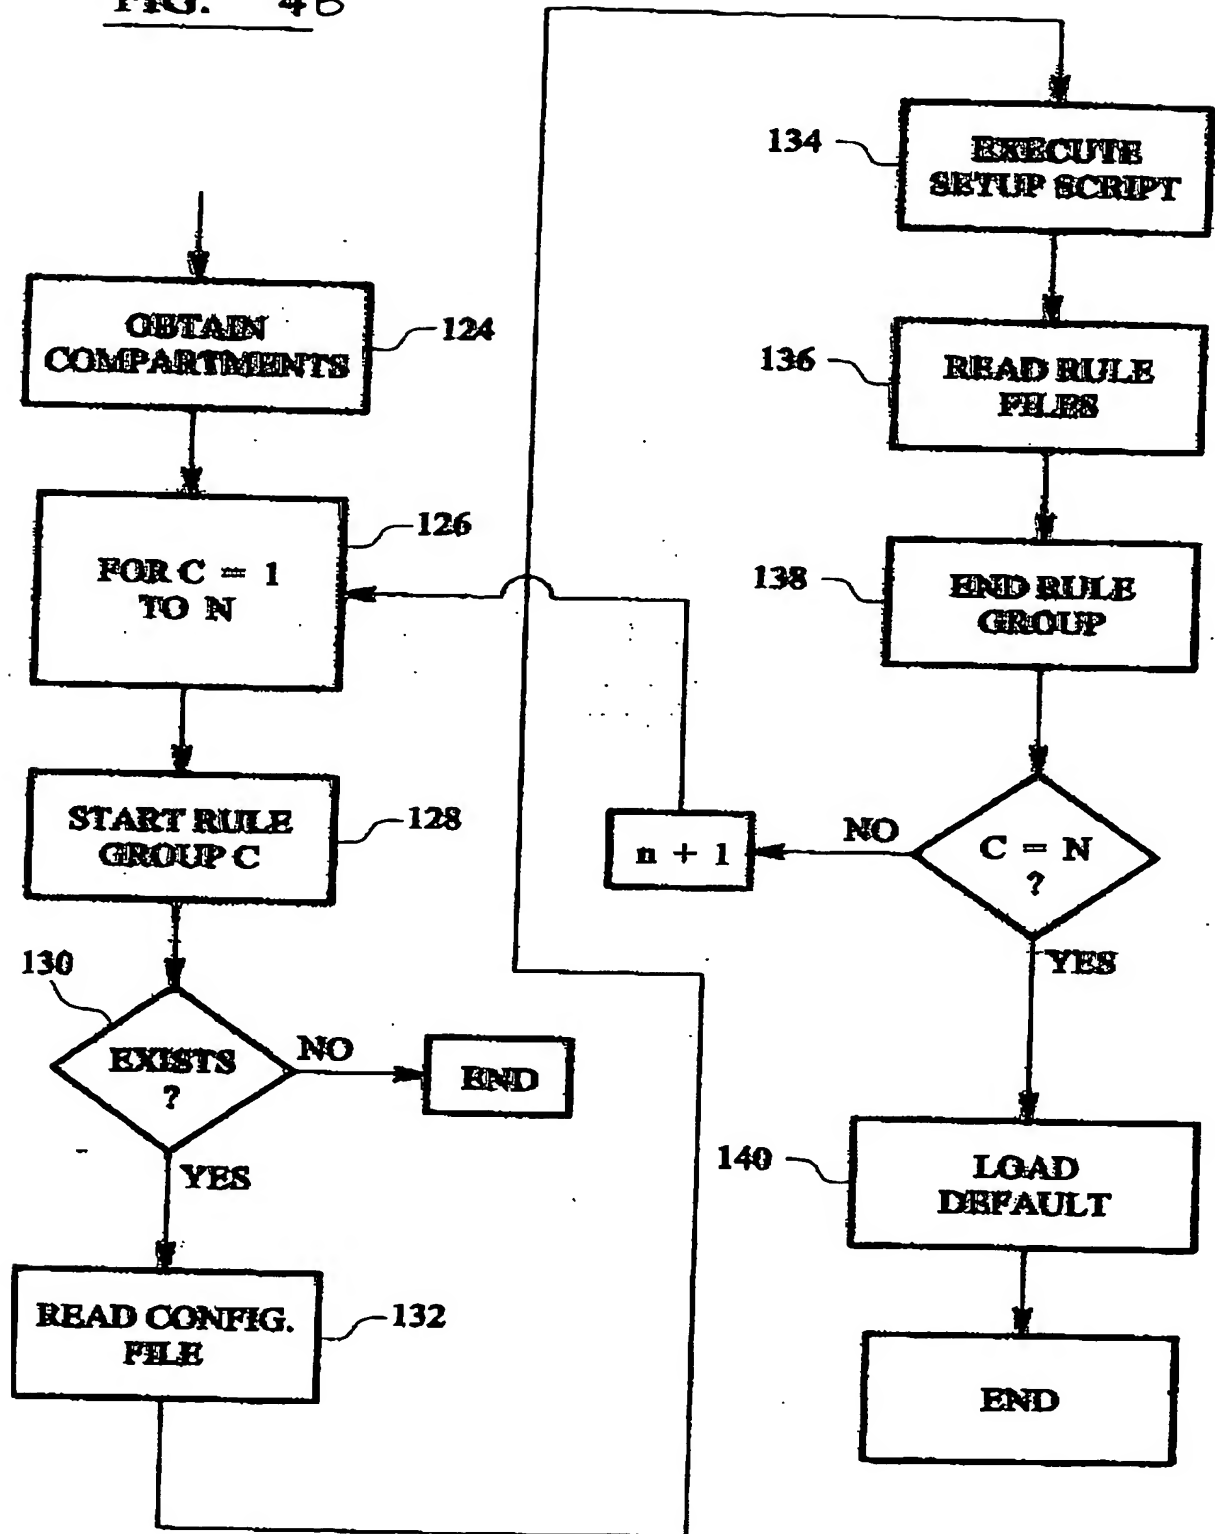 FIG. 4B
OBTAIN
COMPARTMENTS
124
FOR C = 1
TO N
126
START RULE
GROUP C
128
130
EXISTS
?
NO
END
YES
READ CONFIG.
FILE
132
134
EXECUTE
SETUP SCRIPT
136
READ RULE
FILES
138
END RULE
GROUP
C = N
?
NO
n + 1
YES
140
LOAD
DEFAULT
END